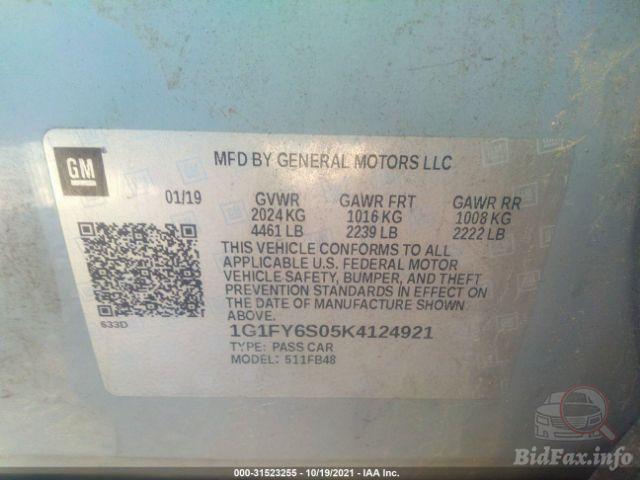 GM
MFD BY GENERAL MOTORS LLC
01/19 GVWR GAWR FRT GAWR RR
2024 KG 1016 KG 1008 KG
4461 LB 2239 LB 2222 LB
THIS VEHICLE CONFORMS TO ALL
APPLICABLE U.S. FEDERAL MOTOR
VEHICLE SAFETY, BUMPER, AND THEFT
PREVENTION STANDARDS IN EFFECT ON
THE DATE OF MANUFACTURE SHOWN
ABOVE.
633D
1G1FY6S05K4124921
TYPE: PASS CAR
MODEL: 511FB48
BidFax.info
000-31523255 - 10/19/2021 - IAA Inc.